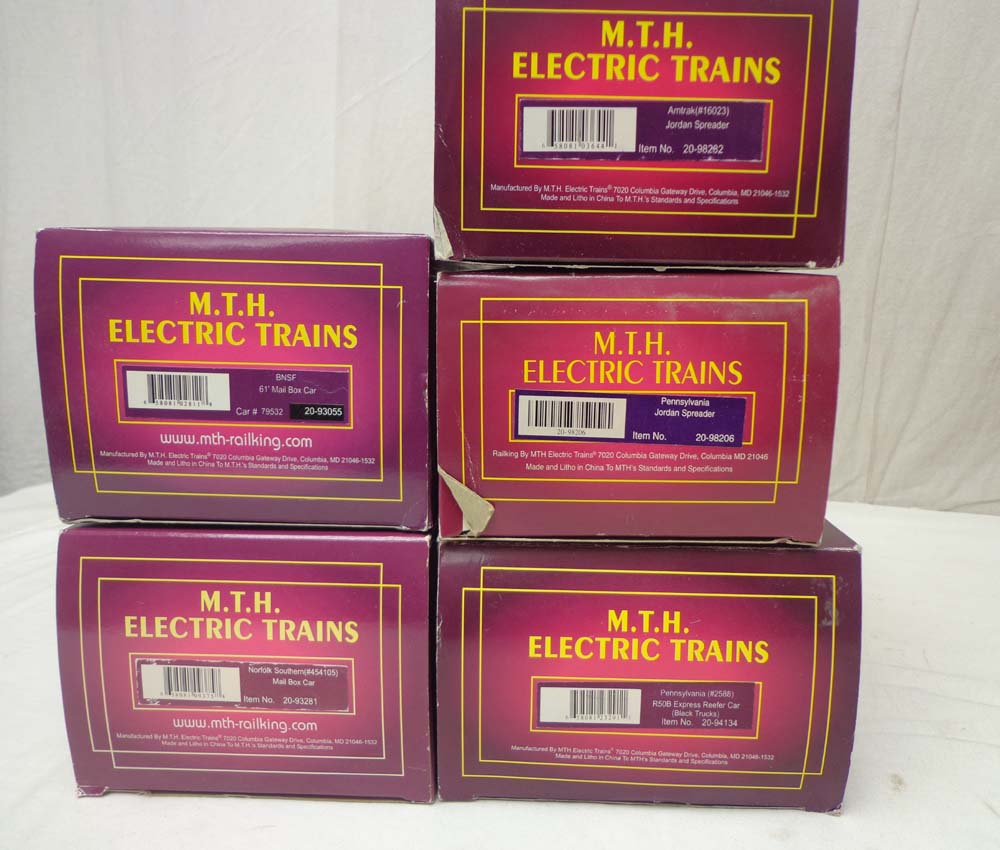 M.T.H.
ELECTRIC TRAINS
Amtrak(#16023)
Jordan Spreader
Item No. 20-98282
Manufactured By M.T.H. Electric Trains® 7020 Columbia Gateway Drive, Columbia, MD 21046-1532
Made and Litho in China To M.T.H.'s Standards and Specifications
M.T.H.
ELECTRIC TRAINS
BNSF
61' Mail Box Car
Car # 79532 20-93055
www.mth-railking.com
Manufactured By M.T.H. Electric Trains® 7020 Columbia Gateway Drive, Columbia, MD 21046-1532
Made and Litho in China To M.T.H.'s Standards and Specifications
M.T.H.
ELECTRIC TRAINS
Pennsylvania
Jordan Spreader
20-98206
Item No. 20-98206
Railking By MTH Electric Trains® 7020 Columbia Gateway Drive, Columbia MD 21046
Made and Litho in China To MTH's Standards and Specifications
M.T.H.
ELECTRIC TRAINS
Norfolk Southern(#454105)
Mail Box Car
Item No. 20-93281
www.mth-railking.com
Manufactured By M.T.H. Electric Trains® 7020 Columbia Gateway Drive, Columbia, MD 21046-1532
Made and Litho in China To M.T.H.'s Standards and Specifications
M.T.H.
ELECTRIC TRAINS
Pennsylvania (#2588)
R50B Express Reefer Car
(Black Trucks)
Item No. 20-94134
Manufactured By MTH Electric Trains® 7020 Columbia Gateway Drive, Columbia, MD 21046-1532
Made and Litho in China To MTH's Standards and Specifications